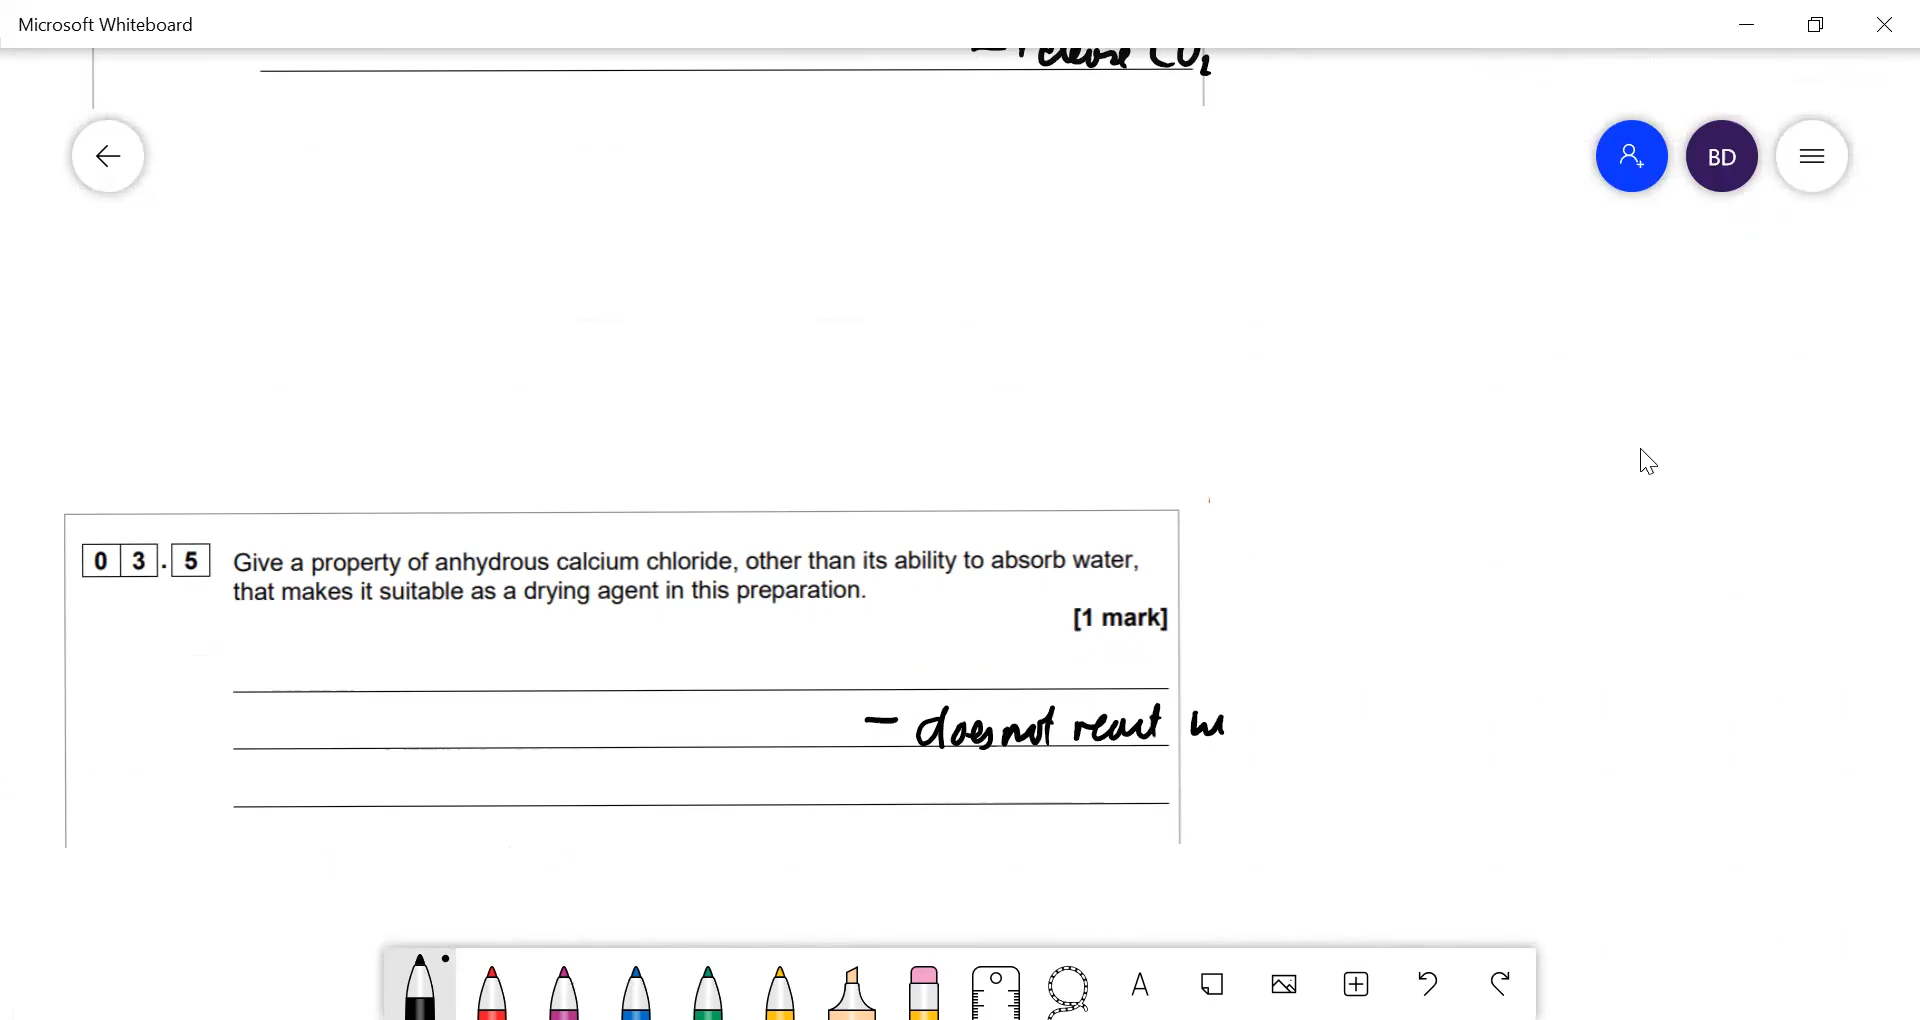 Microsoft Whiteboard
CO₂
BD
0 3 . 5 Give a property of anhydrous calcium chloride, other than its ability to absorb water,
that makes it suitable as a drying agent in this preparation.
[1 mark]
- does not react w
A